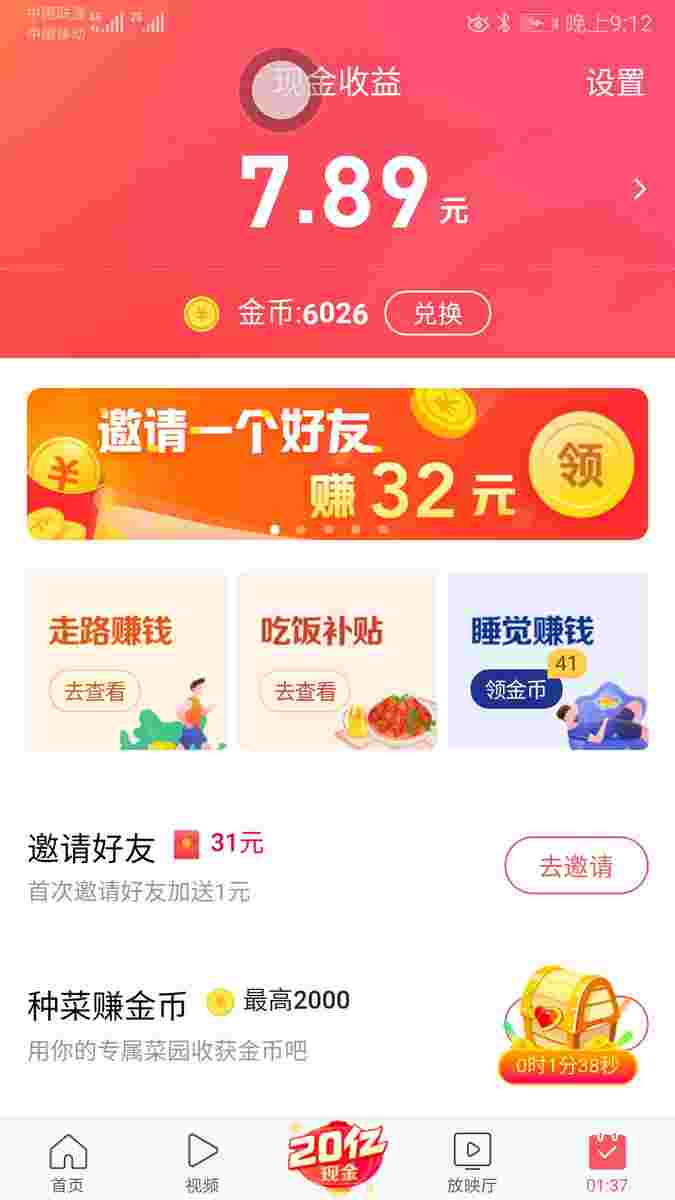 中国联通 4G 2G
中国移动
晚上9:12
现金收益
设置
7.89元
金币:6026
兑换
邀请一个好友
赚32元
领
走路赚钱
去查看
吃饭补贴
去查看
睡觉赚钱
41
领金币
邀请好友 31元
首次邀请好友加送1元
去邀请
种菜赚金币 最高2000
用你的专属菜园收获金币吧
0时1分38秒
首页
视频
20亿
现金
放映厅
01:37